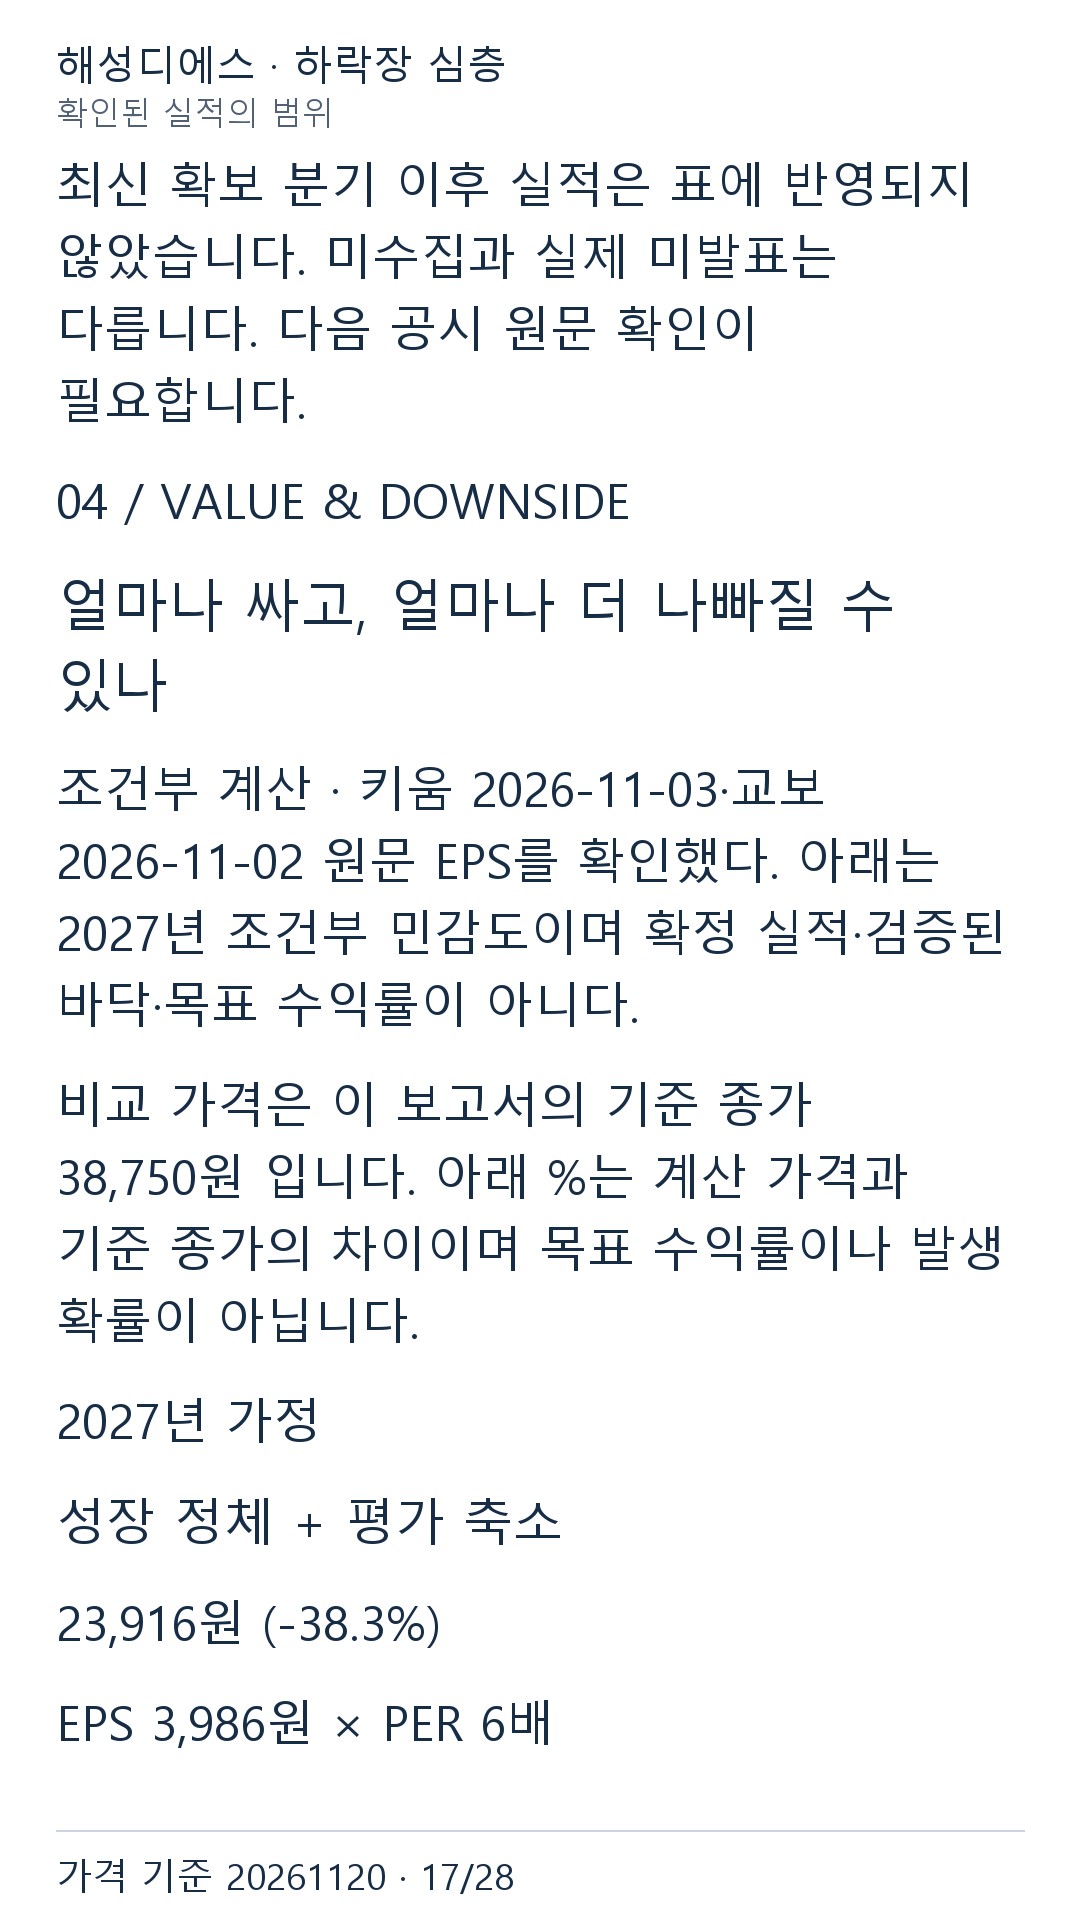 해성디에스 · 하락장 심층
확인된 실적의 범위
최신 확보 분기 이후 실적은 표에 반영되지
않았습니다. 미수집과 실제 미발표는
다릅니다. 다음 공시 원문 확인이
필요합니다.
04 / VALUE & DOWNSIDE
얼마나 싸고, 얼마나 더 나빠질 수
있나
조건부 계산 · 키움 2026-11-03·교보
2026-11-02 원문 EPS를 확인했다. 아래는
2027년 조건부 민감도이며 확정 실적·검증된
바닥·목표 수익률이 아니다.
비교 가격은 이 보고서의 기준 종가
38,750원 입니다. 아래 %는 계산 가격과
기준 종가의 차이이며 목표 수익률이나 발생
확률이 아닙니다.
2027년 가정
성장 정체 + 평가 축소
23,916원 (-38.3%)
EPS 3,986원 × PER 6배
가격 기준 20261120 · 17/28